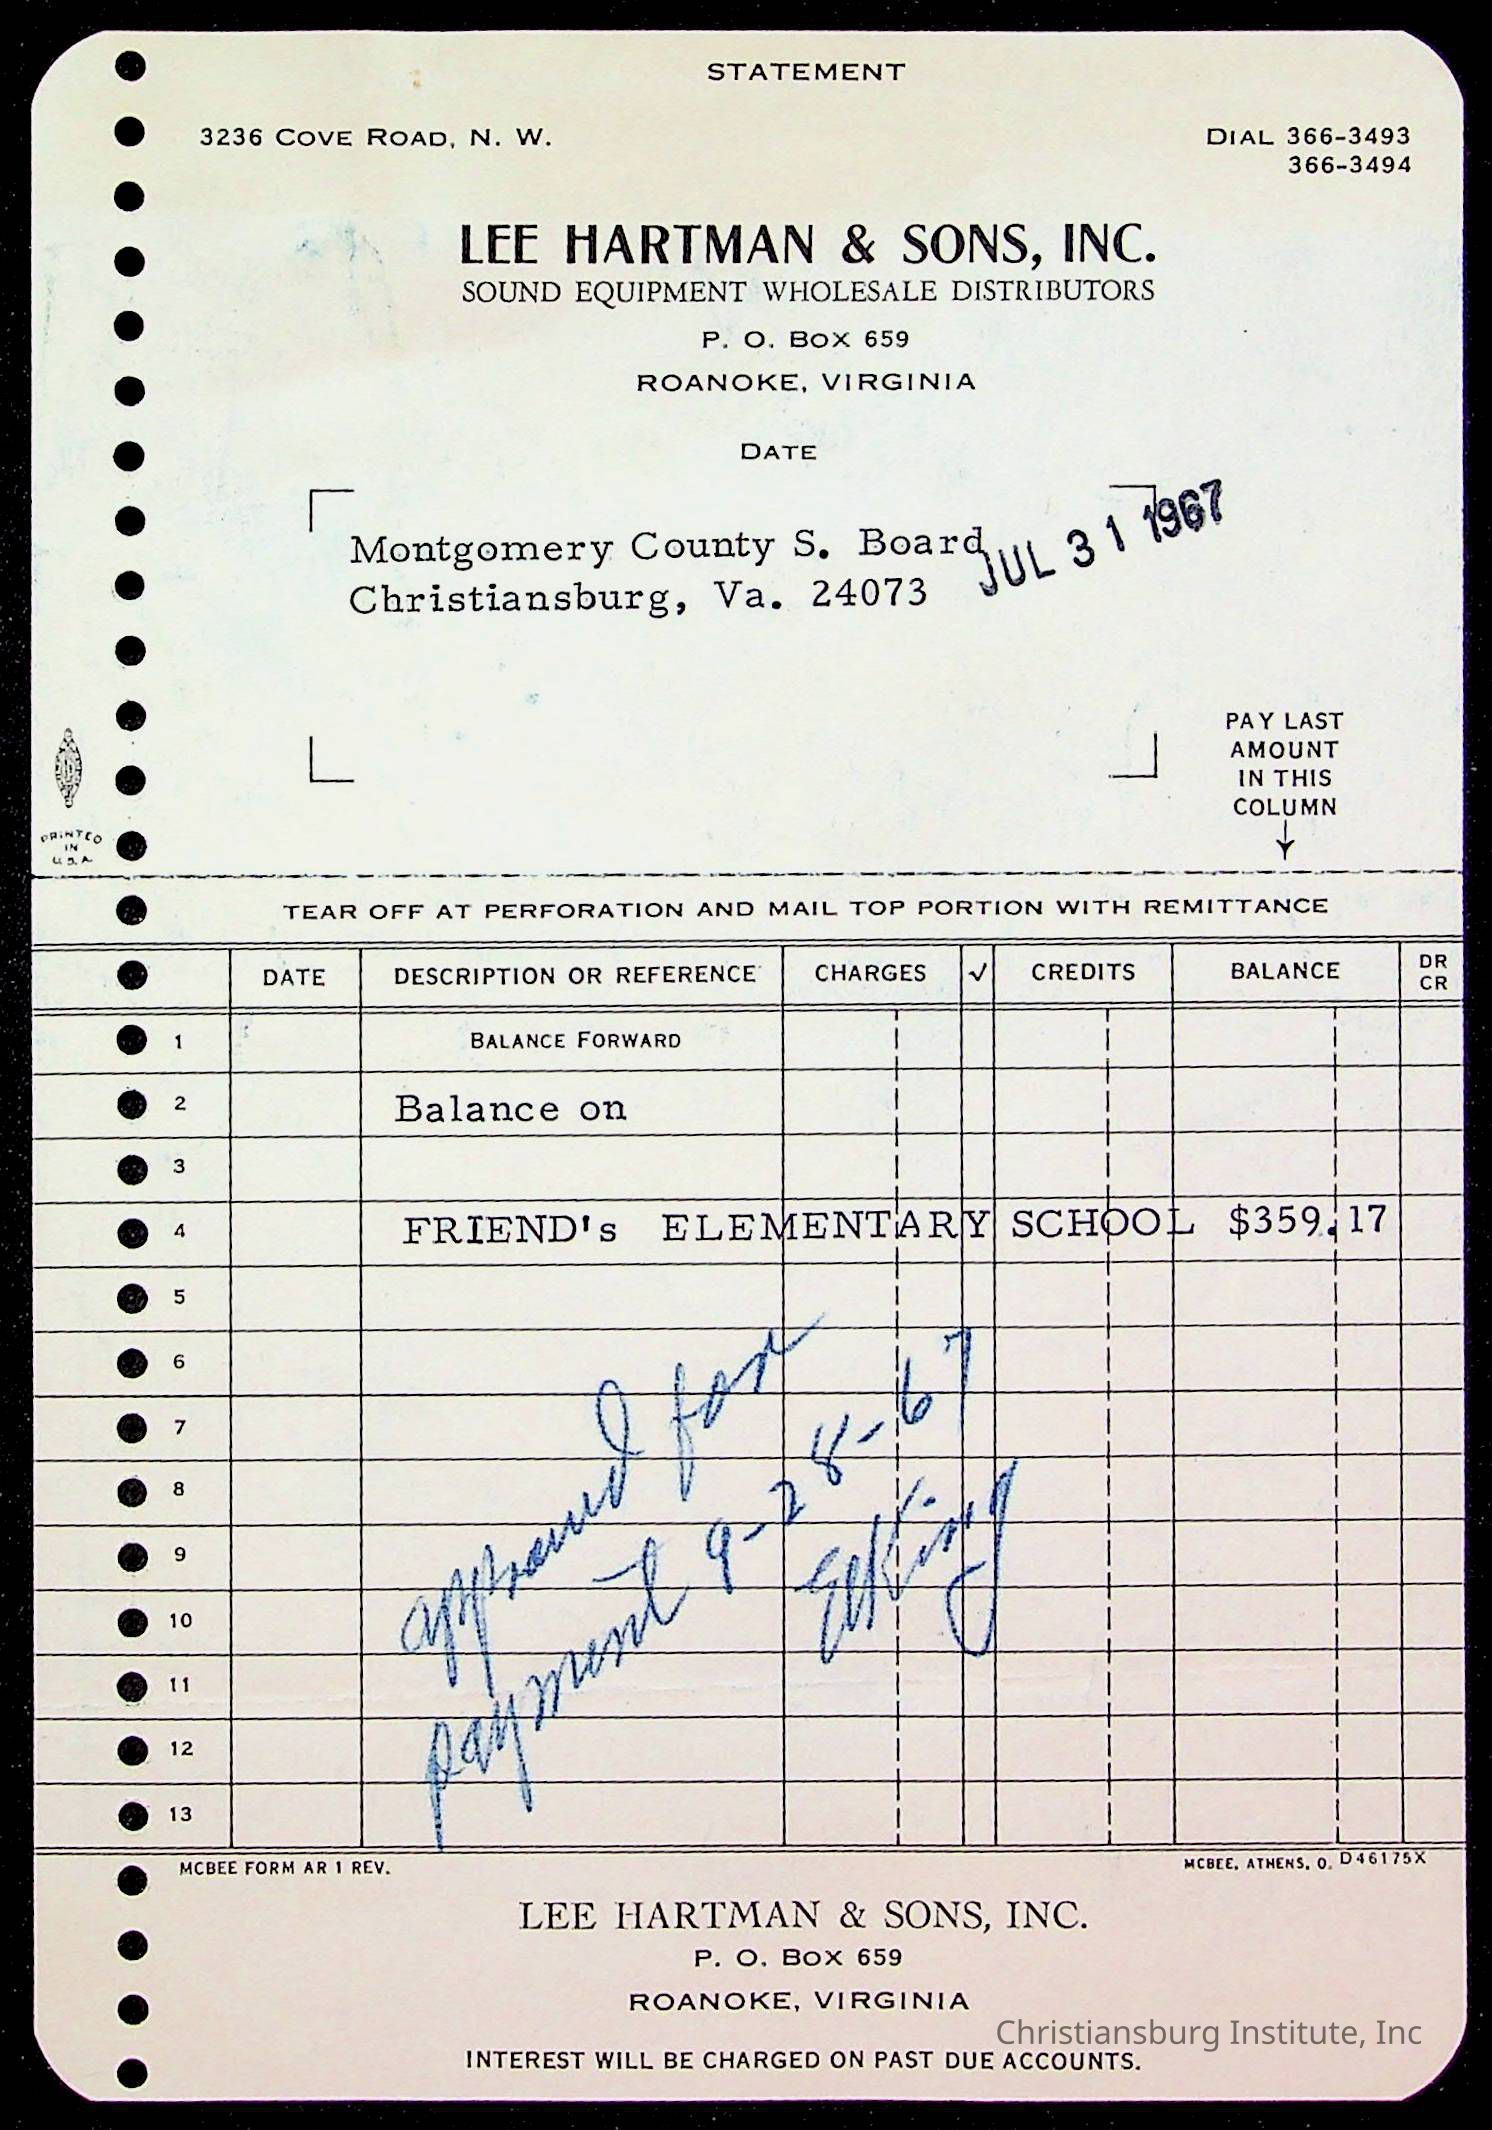 STATEMENT
3236 COVE ROAD, N. W.
DIAL 366-3493
366-3494
LEE HARTMAN & SONS, INC.
SOUND EQUIPMENT WHOLESALE DISTRIBUTORS
P. O. BOX 659
ROANOKE, VIRGINIA
DATE
JUL 31 1967
Montgomery County S. Board
Christiansburg, Va. 24073
PAY LAST
AMOUNT
IN THIS
COLUMN
PRINTED
IN
U.S.A.
TEAR OFF AT PERFORATION AND MAIL TOP PORTION WITH REMITTANCE
DATE DESCRIPTION OR REFERENCE CHARGES ✓ CREDITS BALANCE DR CR
1 BALANCE FORWARD
2 Balance on
3
4 FRIEND's ELEMENTARY SCHOOL $359.17
5
6
7
8
9
10
11
12
13
approved for
payment 9-28-67
King
MCBEE FORM AR 1 REV.
MCBEE, ATHENS, O. D46175X
LEE HARTMAN & SONS, INC.
P. O. BOX 659
ROANOKE, VIRGINIA
Christiansburg Institute, Inc
INTEREST WILL BE CHARGED ON PAST DUE ACCOUNTS.